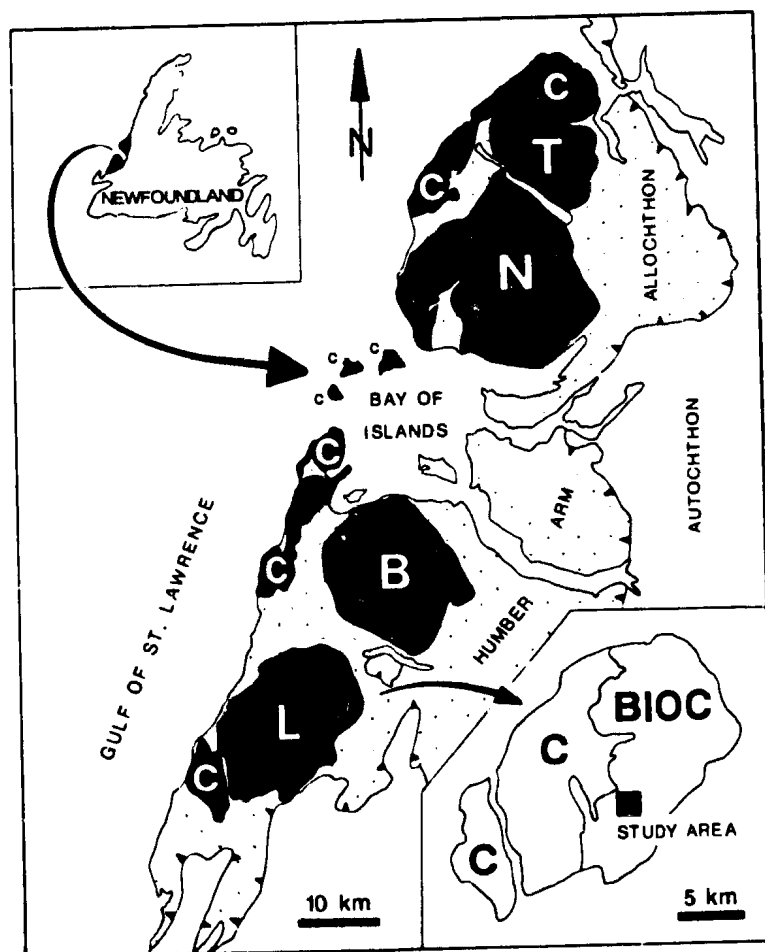 NEWFOUNDLAND
N
C
T
C
N
ALLOCHTHON
C
C
C
BAY OF
ISLANDS
C
AUTOCHTHON
ARM
C
B
HUMBER
GULF OF ST. LAWRENCE
L
C
BIOC
C
C
STUDY AREA
10 km
5 km